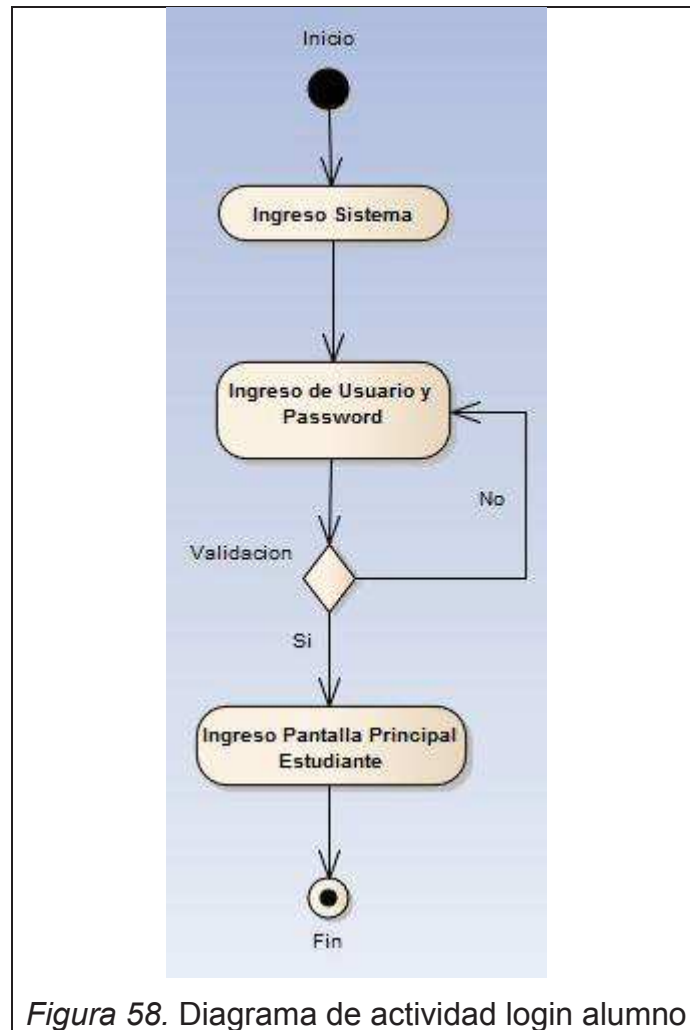 Inicio
Ingreso Sistema
Ingreso de Usuario y
Password
No
Validacion
Si
Ingreso Pantalla Principal
Estudiante
Fin
Figura 58. Diagrama de actividad login alumno